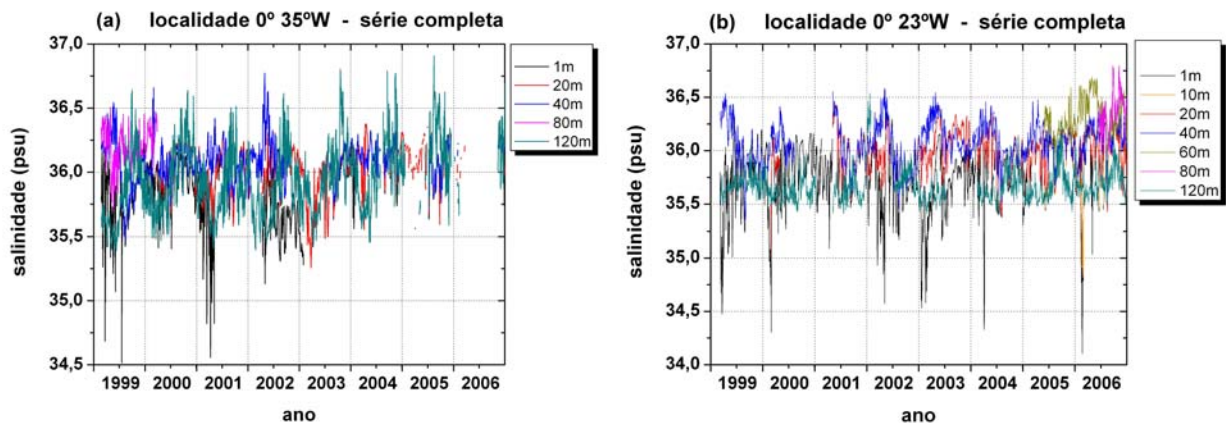 (a) localidade 0º 35ºW - série completa
37,0
36,5
36,0
35,5
35,0
34,5
salinidade (psu)
1999 2000 2001 2002 2003 2004 2005 2006
ano
1m
20m
40m
80m
120m
(b) localidade 0º 23ºW - série completa
37,0
36,5
36,0
35,5
35,0
34,5
34,0
salinidade (psu)
1999 2000 2001 2002 2003 2004 2005 2006
ano
1m
10m
20m
40m
60m
80m
120m